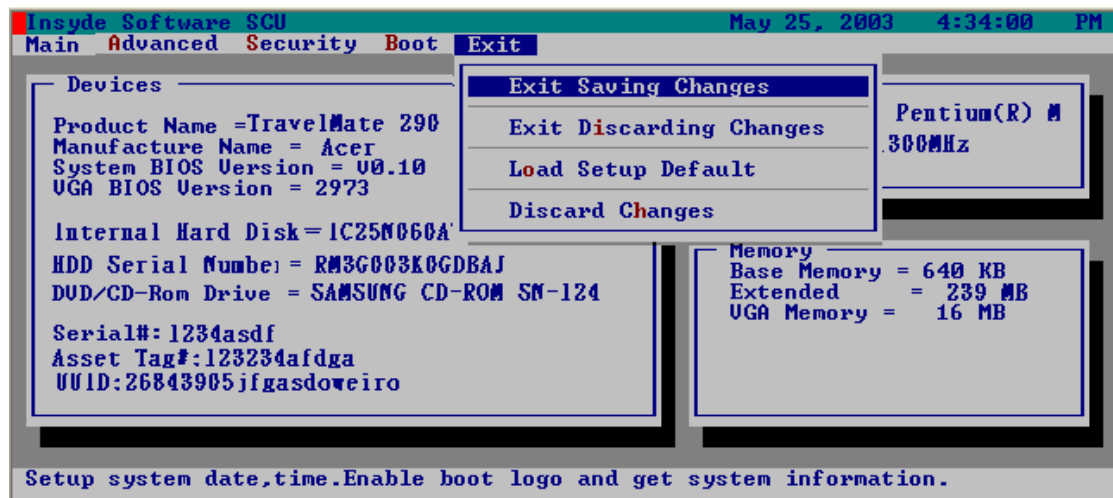 Insyde Software SCU May 25, 2003 4:34:00 PM
Main Advanced Security Boot Exit
Exit Saving Changes
Exit Discarding Changes
Load Setup Default
Discard Changes
Devices
Product Name =TravelMate 290
Manufacture Name = Acer
System BIOS Version = V0.10
VGA BIOS Version = 2973
Internal Hard Disk=IC25N060A
HDD Serial Number = RM3G003K0GDBAJ
DVD/CD-Rom Drive = SAMSUNG CD-ROM SN-124
Serial#:1234asdf
Asset Tag#:123234afdga
UUID:26843905jfgasdoweiro
Pentium(R) M
300MHz
Memory
Base Memory = 640 KB
Extended = 239 MB
VGA Memory = 16 MB
Setup system date,time.Enable boot logo and get system information.